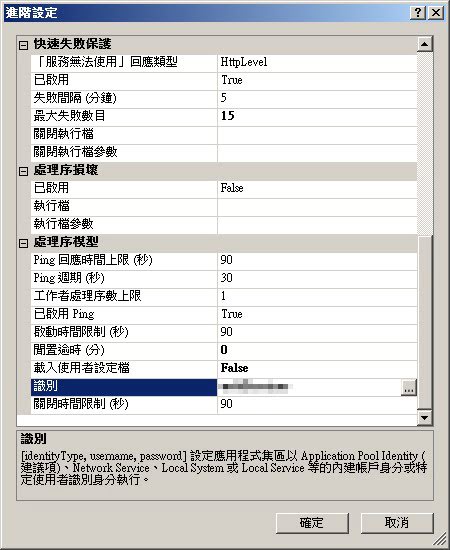 進階設定
快速失敗保護
「服務無法使用」回應類型 HttpLevel
已啟用 True
失敗間隔 (分鐘) 5
最大失敗數目 15
關閉執行檔
關閉執行檔參數
處理序損壞
已啟用 False
執行檔
執行檔參數
處理序模型
Ping 回應時間上限 (秒) 90
Ping 週期 (秒) 30
工作者處理序數上限 1
已啟用 Ping True
啟動時間限制 (秒) 90
閒置逾時 (分) 0
載入使用者設定檔 False
識別 ...
關閉時間限制 (秒) 90
識別
[identityType, username, password] 設定應用程式集區以 Application Pool Identity (
建議項)、Network Service、Local System 或 Local Service 等的內建帳戶身分或特
定使用者識別身分執行。
確定 取消